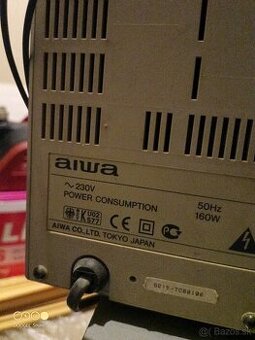 aiwa
~ 230V 50Hz
POWER CONSUMPTION 160W
AIWA CO., LTD. TOKYO JAPAN
© Bazos.sk